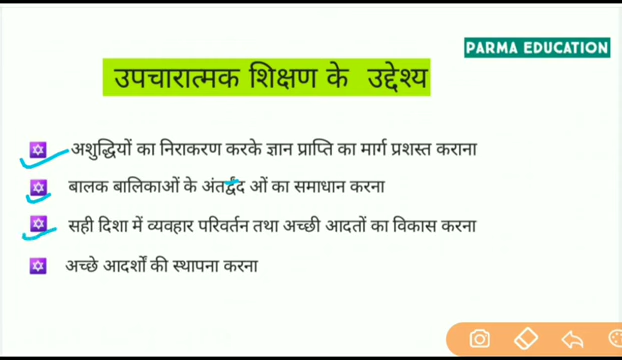 PARMA EDUCATION
उपचारात्मक शिक्षण के उद्देश्य
अशुद्धियों का निराकरण करके ज्ञान प्राप्ति का मार्ग प्रशस्त कराना
बालक बालिकाओं के अंतर्द्वंद ओं का समाधान करना
सही दिशा में व्यवहार परिवर्तन तथा अच्छी आदतों का विकास करना
अच्छे आदर्शों की स्थापना करना